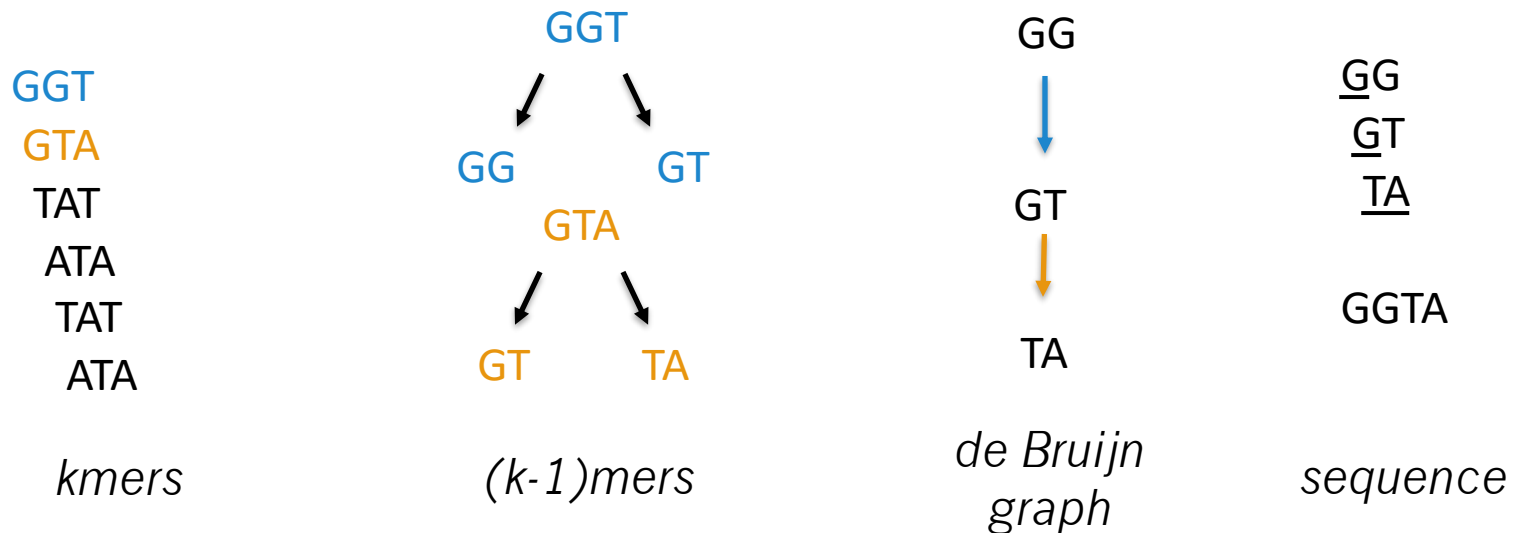 GGT
GTA
TAT
ATA
TAT
ATA
kmers
GGT
GG GT
GTA
GT TA
(k-1)mers
GG
GT
TA
de Bruijn
graph
GG
GT
TA
GGTA
sequence